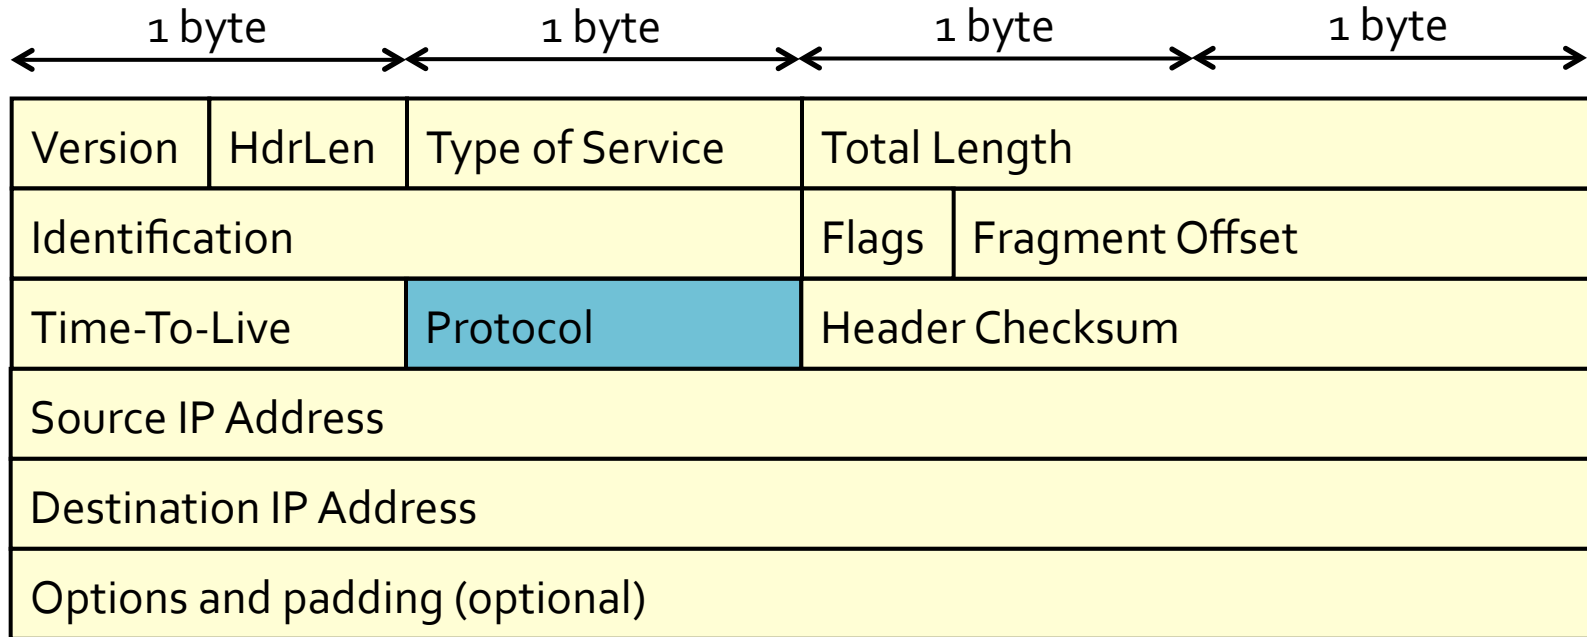 1 byte 1 byte 1 byte 1 byte
Version HdrLen Type of Service Total Length
Identification Flags Fragment Offset
Time-To-Live Protocol Header Checksum
Source IP Address
Destination IP Address
Options and padding (optional)